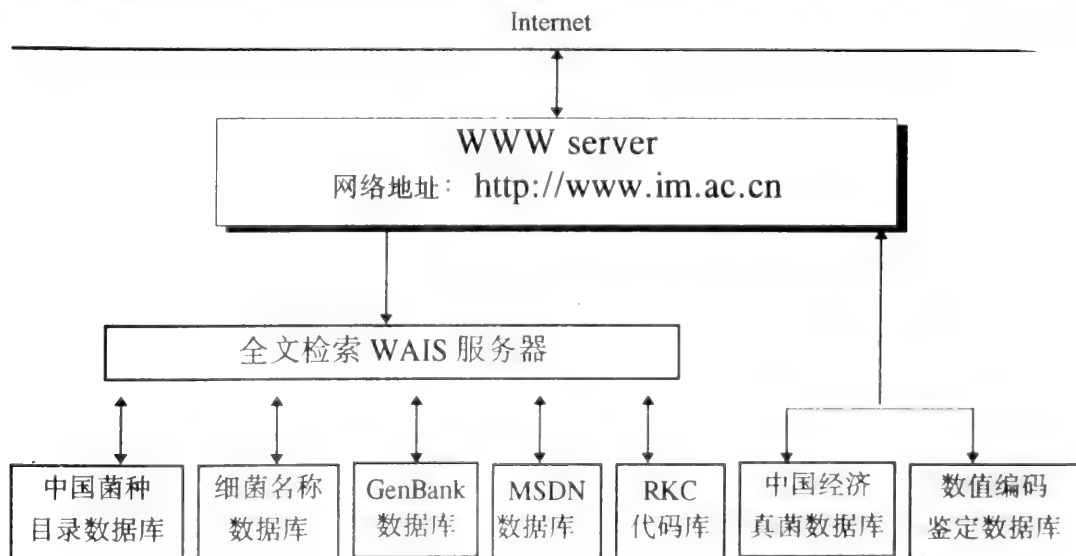 Internet
WWW server
网络地址: http://www.im.ac.cn
全文检索 WAIS 服务器
中国菌种
目录数据库
细菌名称
数据库
GenBank
数据库
MSDN
数据库
RKC
代码库
中国经济
真菌数据库
数值编码
鉴定数据库